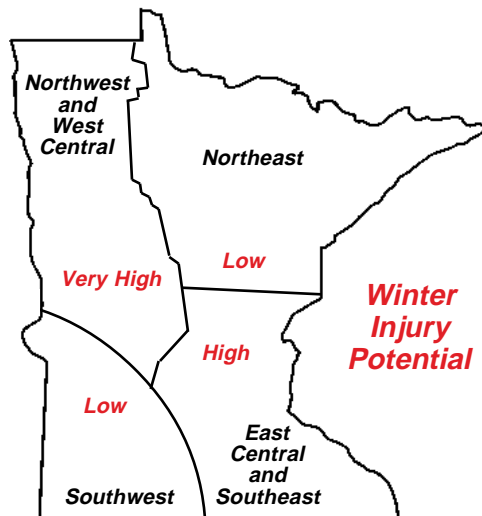 Northwest
and
West
Central
Northeast
Very High
Low
Winter
Injury
Potential
High
Low
East
Central
and
Southeast
Southwest